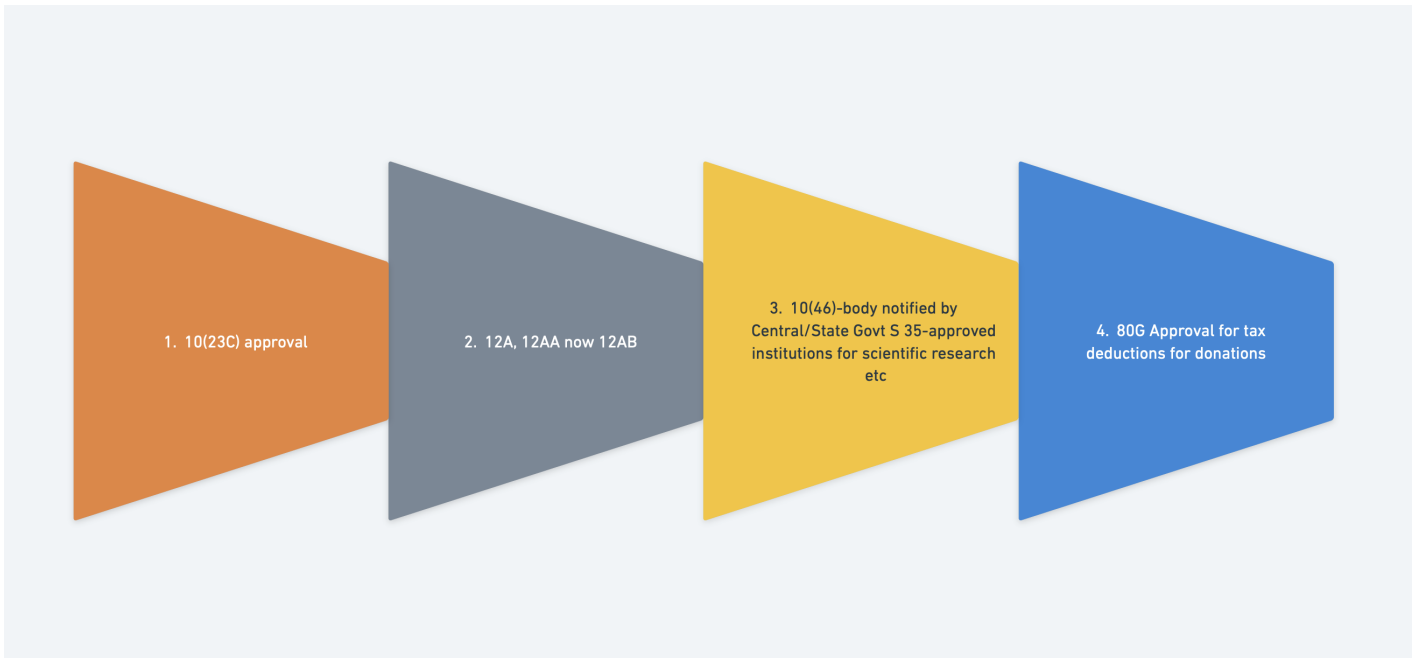 1. 10(23C) approval
2. 12A, 12AA now 12AB
3. 10(46)-body notified by
Central/State Govt S 35-approved
institutions for scientific research
etc
4. 80G Approval for tax
deductions for donations